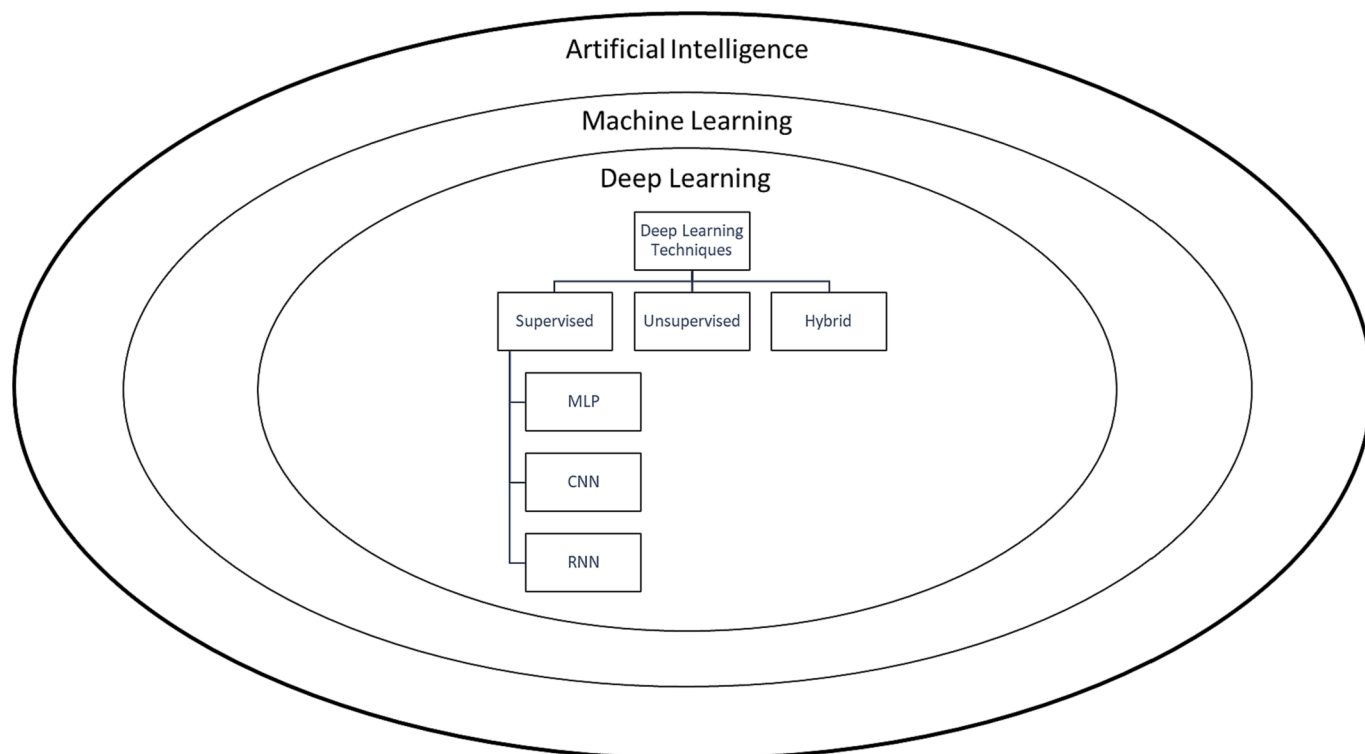 Artificial Intelligence
Machine Learning
Deep Learning
Deep Learning
Techniques
Supervised
Unsupervised
Hybrid
MLP
CNN
RNN